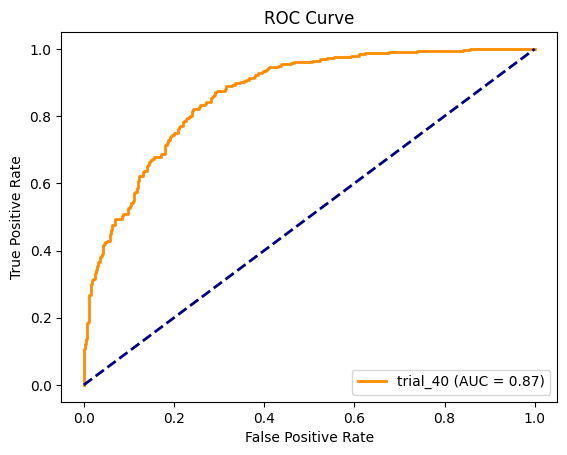 ROC Curve
True Positive Rate
1.0
0.8
0.6
0.4
0.2
0.0
trial_40 (AUC = 0.87)
0.0 0.2 0.4 0.6 0.8 1.0
False Positive Rate